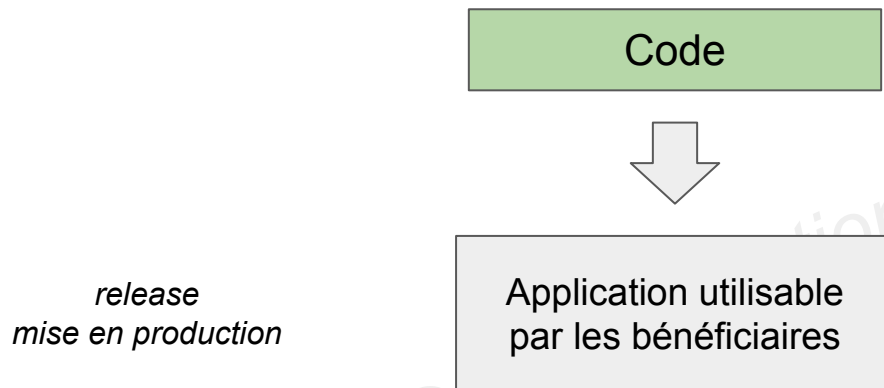 Code
release
mise en production
Application utilisable
par les bénéficiaires